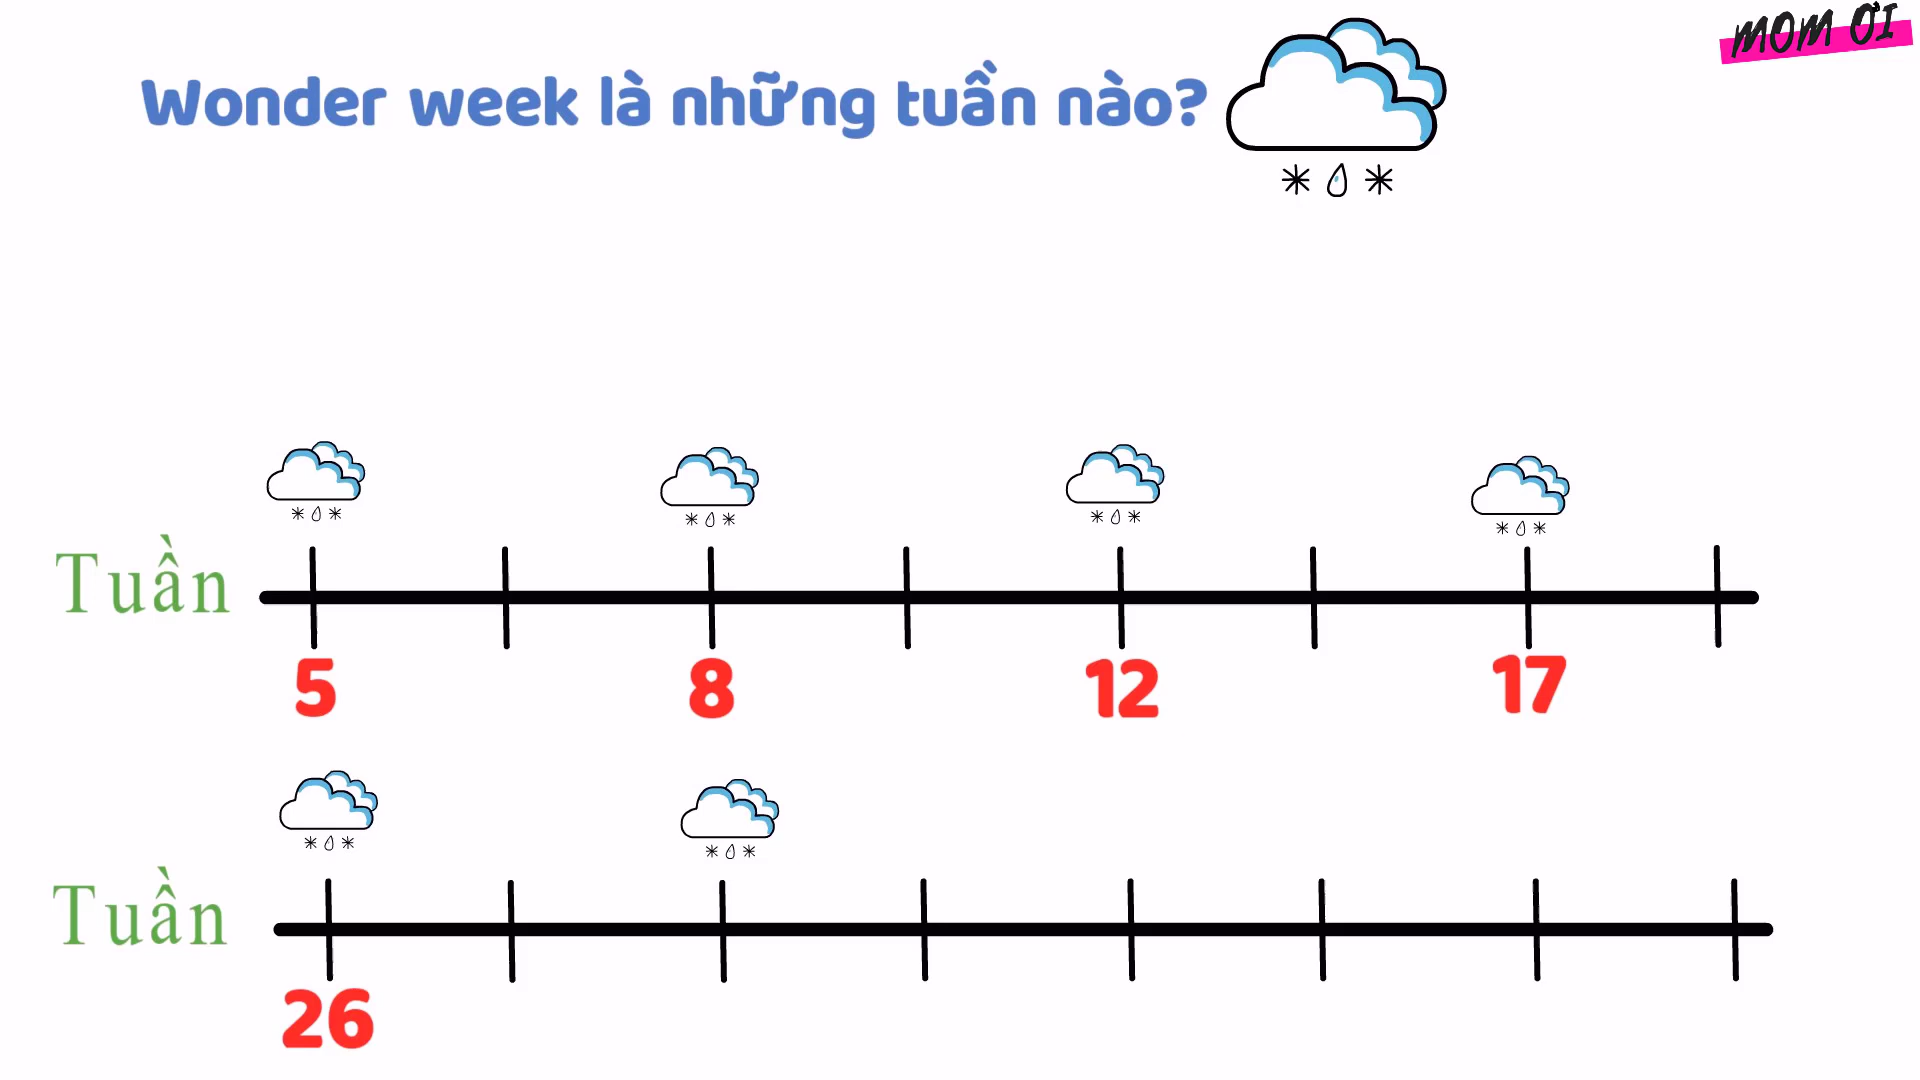 MOM ƠI
Wonder week là những tuần nào?
Tuần
5 8 12 17
Tuần
26